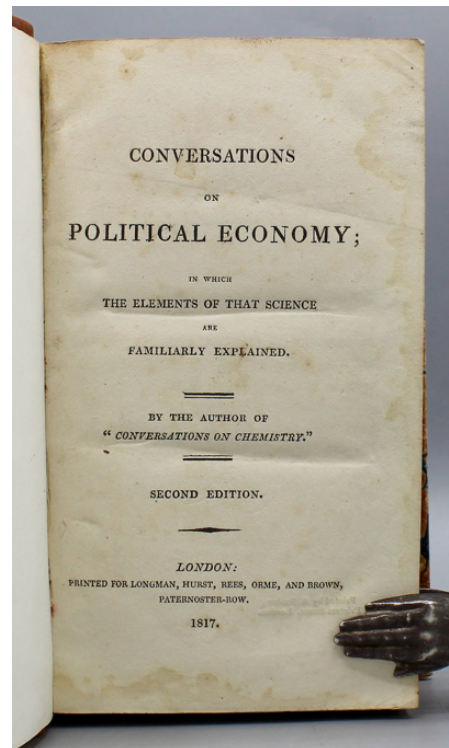 CONVERSATIONS
ON
POLITICAL ECONOMY;
IN WHICH
THE ELEMENTS OF THAT SCIENCE
ARE
FAMILIARLY EXPLAINED.
BY THE AUTHOR OF
“ CONVERSATIONS ON CHEMISTRY.”
SECOND EDITION.
LONDON:
PRINTED FOR LONGMAN, HURST, REES, ORME, AND BROWN,
PATERNOSTER-ROW.
1817.